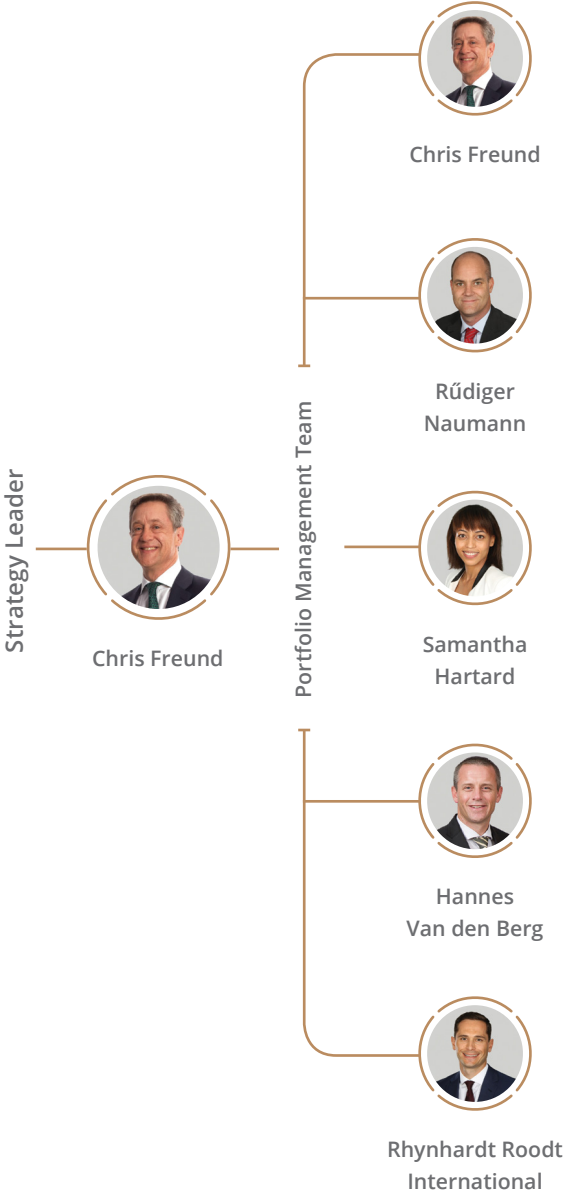 Strategy Leader
Chris Freund
Portfolio Management Team
Chris Freund
Rűdiger
Naumann
Samantha
Hartard
Hannes
Van den Berg
Rhynhardt Roodt
International